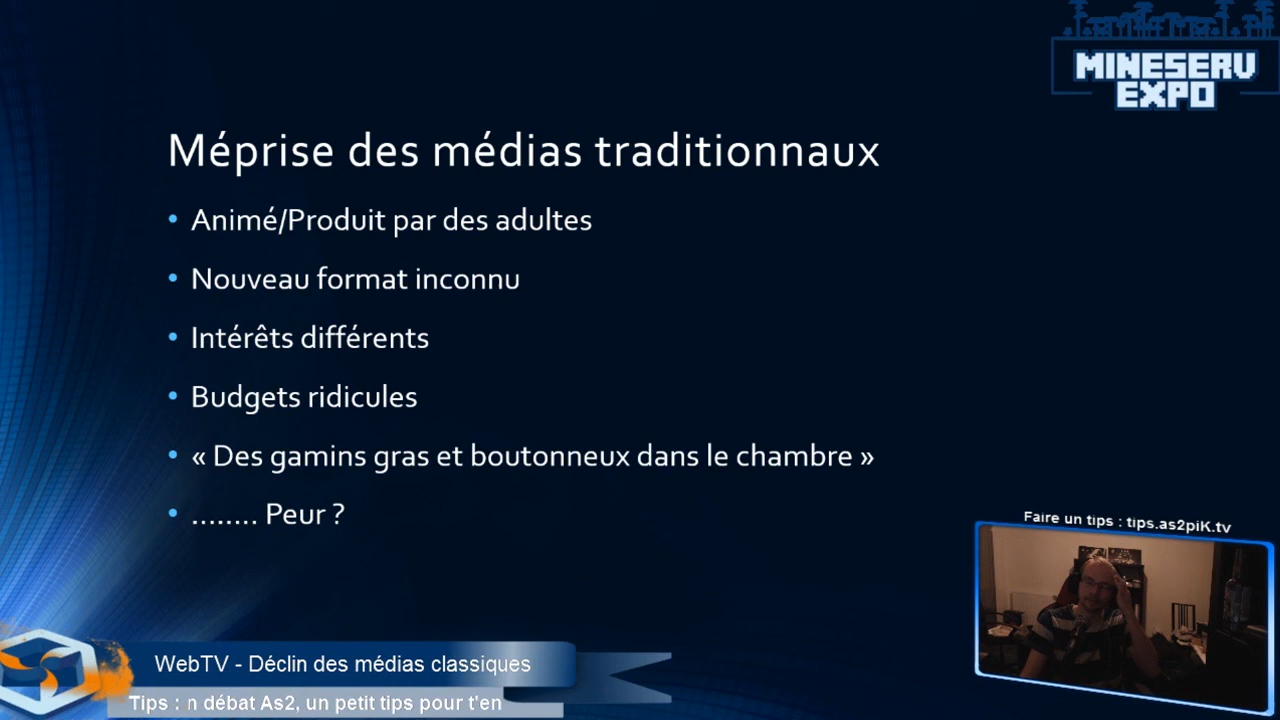 MINESERV
EXPO
Méprise des médias traditionnaux
• Animé/Produit par des adultes
• Nouveau format inconnu
• Intérêts différents
• Budgets ridicules
• « Des gamins gras et boutonneux dans le chambre »
• ........ Peur ?
Faire un tips : tips.as2piK.tv
WebTV - Déclin des médias classiques
Tips : n débat As2, un petit tips pour t'en